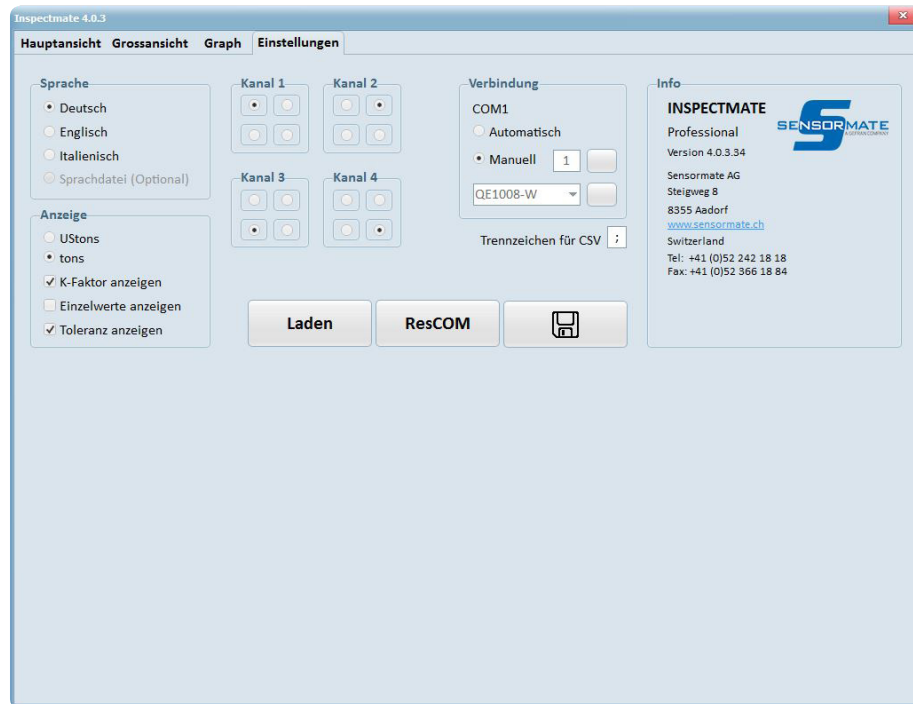 Inspectmate 4.0.3
Hauptansicht Grossansicht Graph Einstellungen
Sprache
Deutsch
Englisch
Italienisch
Sprachdatei (Optional)
Anzeige
UStons
tons
K-Faktor anzeigen
Einzelwerte anzeigen
Toleranz anzeigen
Kanal 1
Kanal 2
Kanal 3
Kanal 4
Verbindung
COM1
Automatisch
Manuell 1
QE1008-W
Trennzeichen für CSV ;
Laden
ResCOM
Info
INSPECTMATE
Professional
Version 4.0.3.34
SENSORMATE
A GEFRAN COMPANY
Sensormate AG
Steigweg 8
8355 Aadorf
www.sensormate.ch
Switzerland
Tel: +41 (0)52 242 18 18
Fax: +41 (0)52 366 18 84